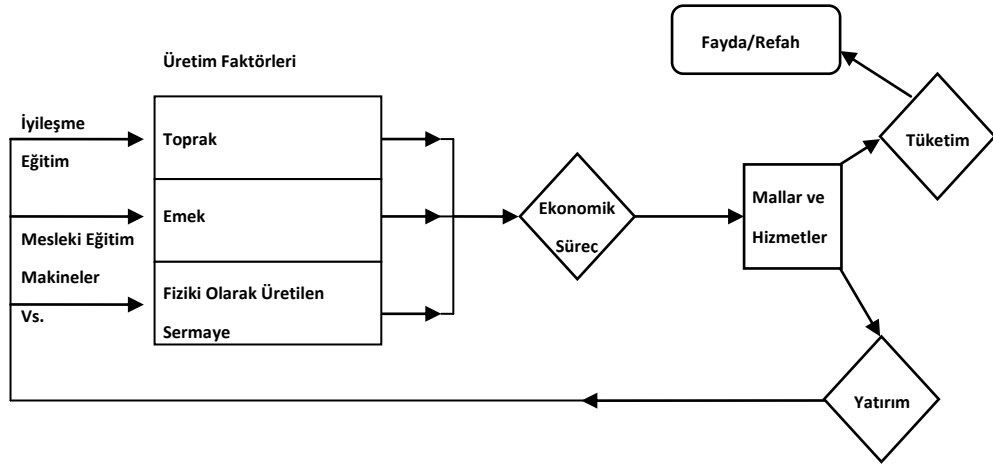 Fayda/Refah
Üretim Faktörleri
İyileşme
Eğitim
Toprak
Tüketim
Emek
Ekonomik
Sürec
Mallar ve
Hizmetler
Mesleki Eğitim
Makineler
Vs.
Fiziki Olarak Üretilen
Sermaye
Yatırım